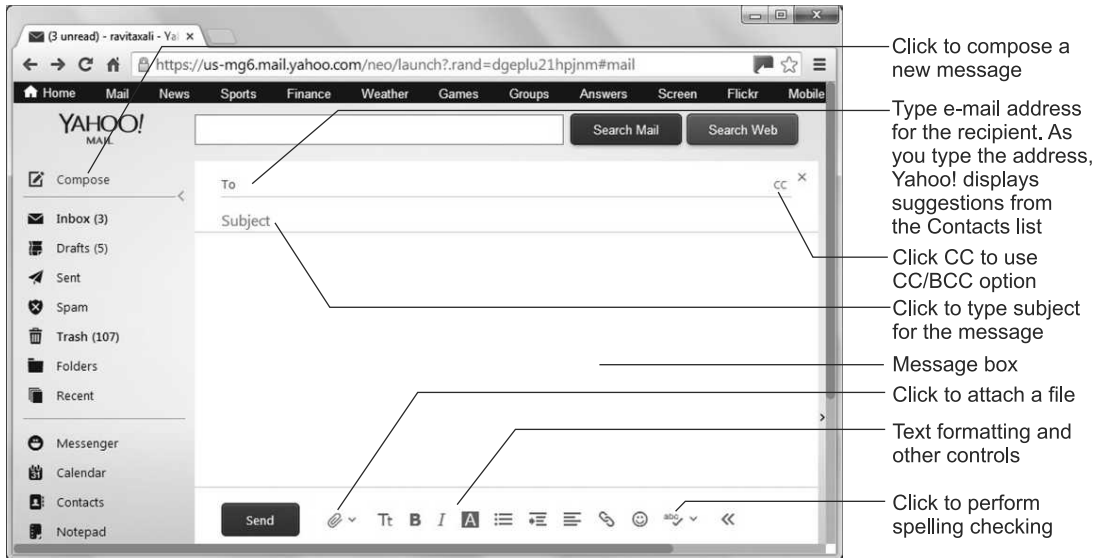 (3 unread) - ravitaxali - Yal ×
https://us-mg6.mail.yahoo.com/neo/launch?.rand=dgeplu21hpjnm#mail
Home Mail News Sports Finance Weather Games Groups Answers Screen Flickr Mobile
YAHOO!
MAIL
Search Mail
Search Web
Compose
Inbox (3)
Drafts (5)
Sent
Spam
Trash (107)
Folders
Recent
Messenger
Calendar
Contacts
Notepad
To
CC ×
Subject
Send
Tt B I A
abc
Click to compose a
new message
Type e-mail address
for the recipient. As
you type the address,
Yahoo! displays
suggestions from
the Contacts list
Click CC to use
CC/BCC option
Click to type subject
for the message
Message box
Click to attach a file
Text formatting and
other controls
Click to perform
spelling checking